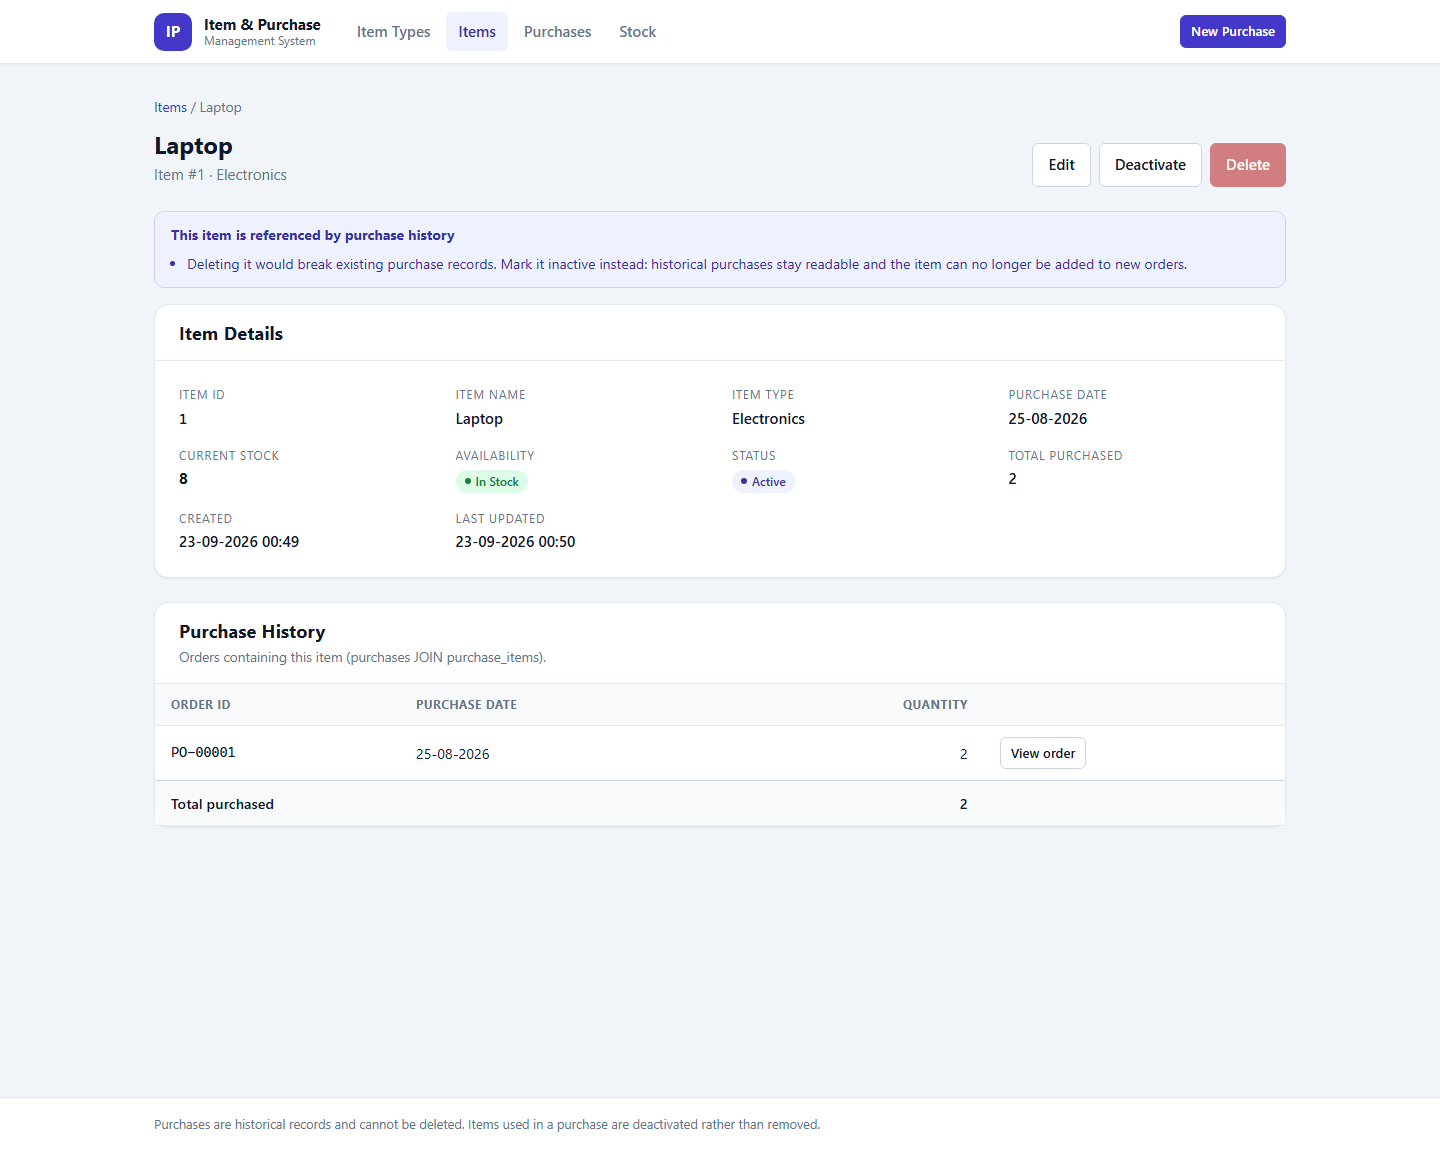 IP
Item & Purchase
Management System
Item Types
Items
Purchases
Stock
New Purchase
Items / Laptop
Laptop
Item #1 · Electronics
Edit
Deactivate
Delete
This item is referenced by purchase history
• Deleting it would break existing purchase records. Mark it inactive instead: historical purchases stay readable and the item can no longer be added to new orders.
Item Details
ITEM ID
1
ITEM NAME
Laptop
ITEM TYPE
Electronics
PURCHASE DATE
25-08-2026
CURRENT STOCK
8
AVAILABILITY
In Stock
STATUS
Active
TOTAL PURCHASED
2
CREATED
23-09-2026 00:49
LAST UPDATED
23-09-2026 00:50
Purchase History
Orders containing this item (purchases JOIN purchase_items).
ORDER ID PURCHASE DATE QUANTITY
PO-00001 25-08-2026 2 View order
Total purchased 2
Purchases are historical records and cannot be deleted. Items used in a purchase are deactivated rather than removed.